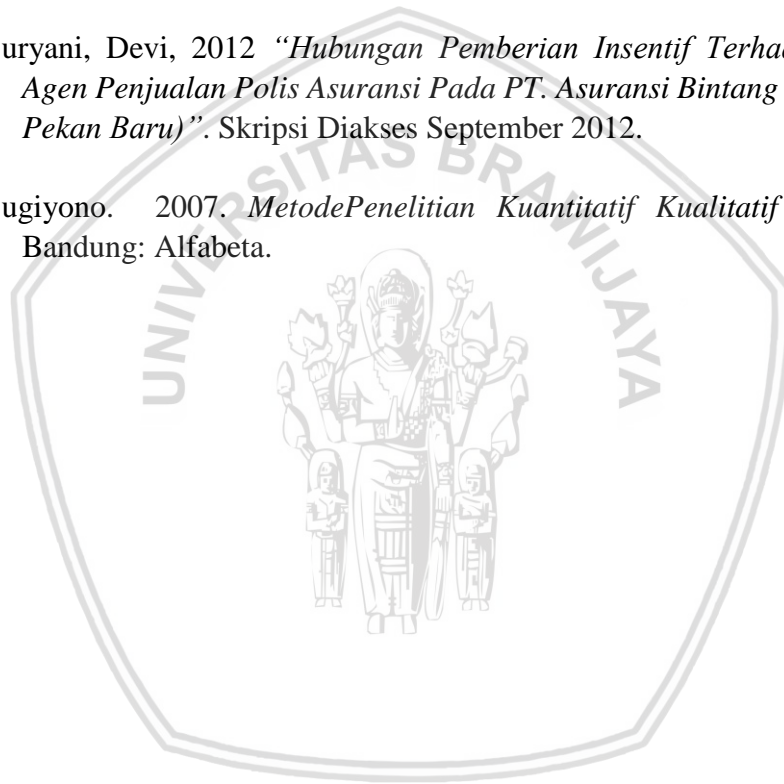 uryani, Devi, 2012 “Hubungan Pemberian Insentif Terhada
Agen Penjualan Polis Asuransi Pada PT. Asuransi Bintang
Pekan Baru)”. Skripsi Diakses September 2012.
ugiyono. 2007. MetodePenelitian Kuantitatif Kualitatif
Bandung: Alfabeta.
UNIVERSITAS BRAWIJAYA